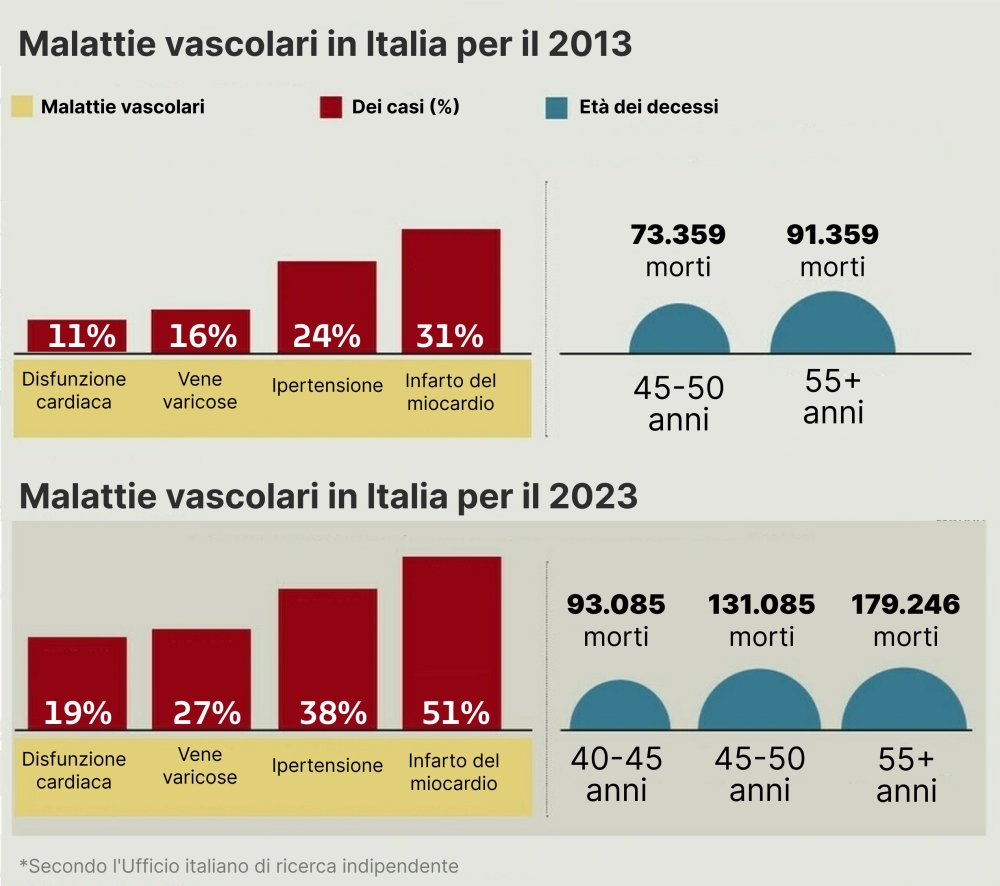 Malattie vascolari in Italia per il 2013
Malattie vascolari
Dei casi (%)
Età dei decessi
11%
16%
24%
31%
Disfunzione
cardiaca
Vene
varicose
Ipertensione
Infarto del
miocardio
73.359
morti
91.359
morti
45-50
anni
55+
anni
Malattie vascolari in Italia per il 2023
19%
27%
38%
51%
Disfunzione
cardiaca
Vene
varicose
Ipertensione
Infarto del
miocardio
93.085
morti
131.085
morti
179.246
morti
40-45
anni
45-50
anni
55+
anni
*Secondo l'Ufficio italiano di ricerca indipendente